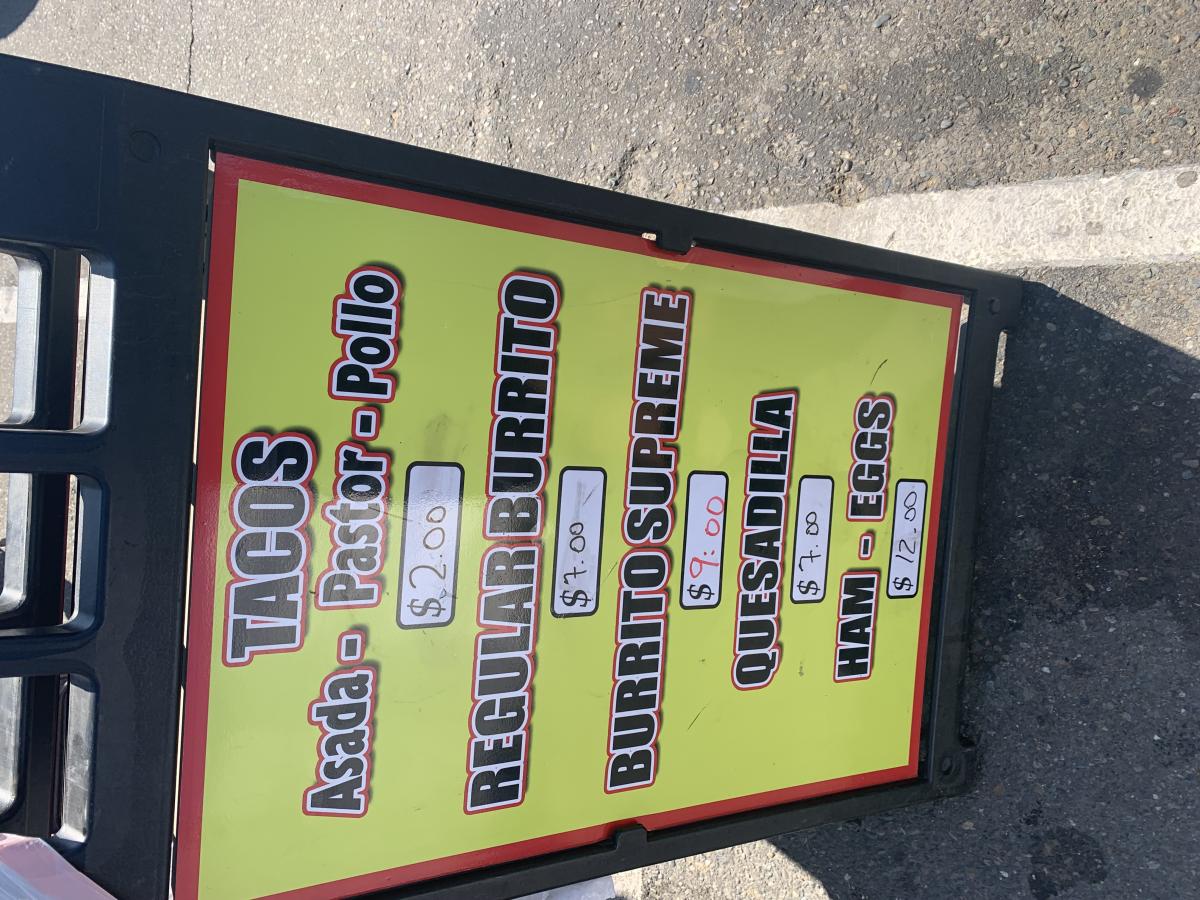 TACOS
Asada - Pastor - Pollo
$2.00
REGULAR BURRITO
$7.00
BURRITO SUPREME
$9:00
QUESADILLA
$7.00
HAM - EGGS
$12.00